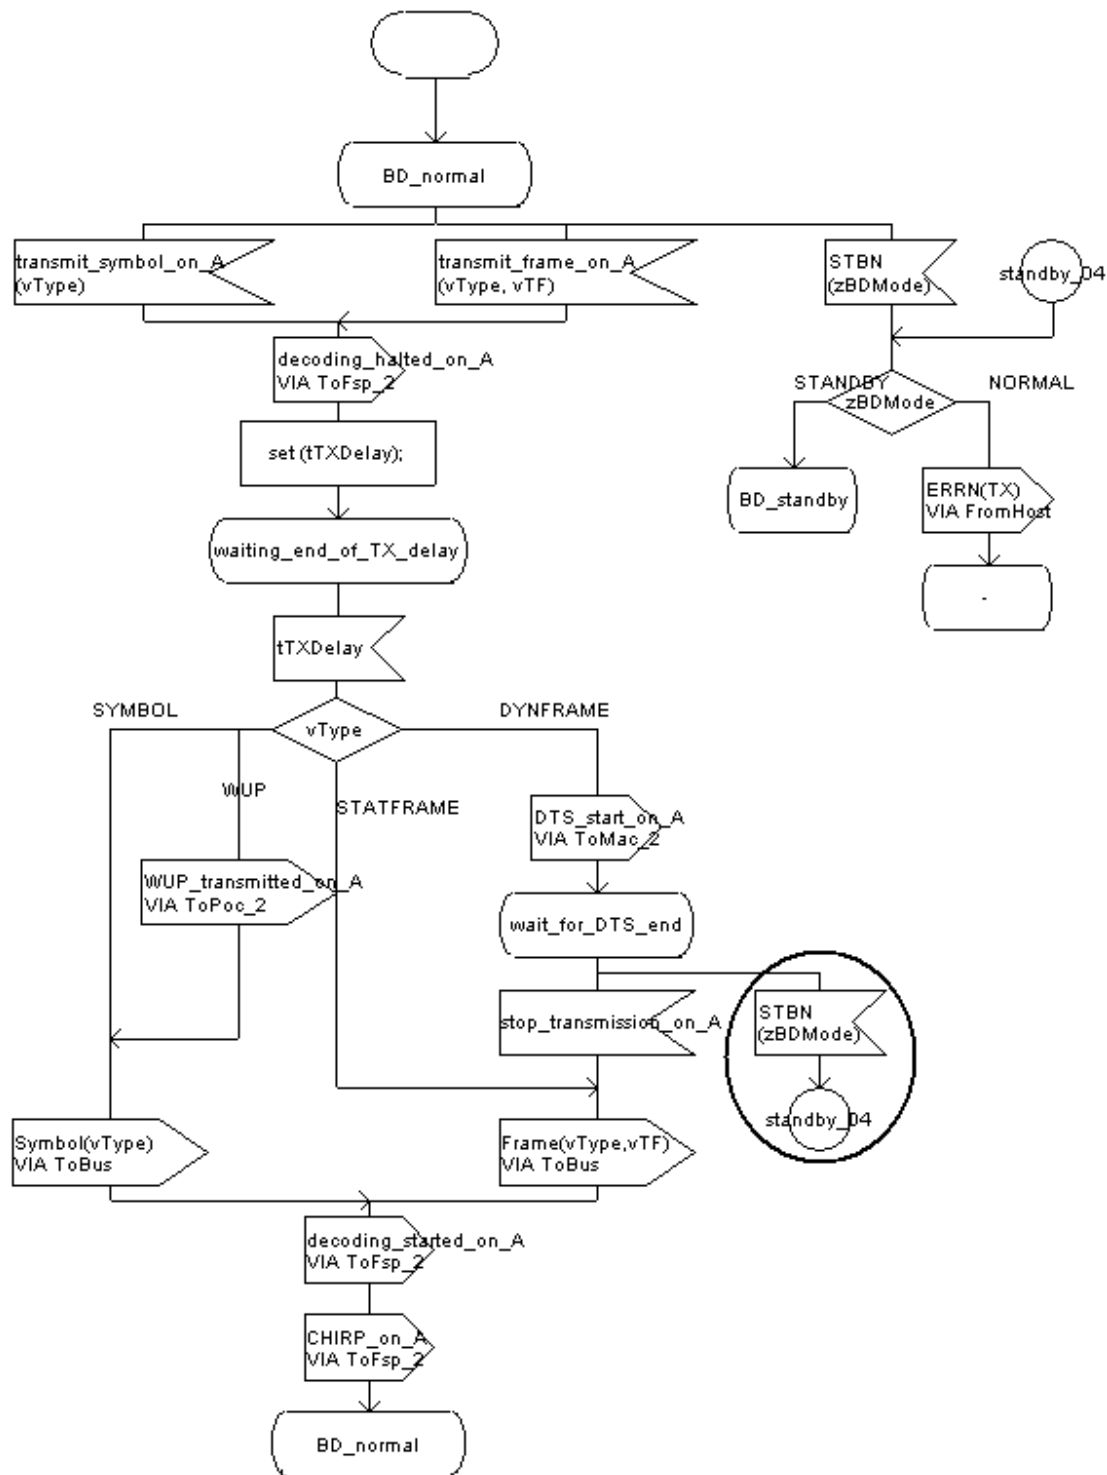 BD_normal
transmit_symbol_on_A
(vType)
transmit_frame_on_A
(vType, vTF)
STBN
(zBDMode)
standby_04
decoding_halted_on_A
VIA ToFsp_2
STANDBY
NORMAL
zBDMode
set (tTXDelay);
BD_standby
ERRN(TX)
VIA FromHost
waiting_end_of_TX_delay
-
tTXDelay
SYMBOL
DYNFRAME
vType
WUP
STATFRAME
DTS_start_on_A
VIA ToMac_2
WUP_transmitted_on_A
VIA ToPoc_2
wait_for_DTS_end
stop_transmission_on_A
STBN
(zBDMode)
standby_04
Symbol(vType)
VIA ToBus
Frame(vType,vTF)
VIA ToBus
decoding_started_on_A
VIA ToFsp_2
CHIRP_on_A
VIA ToFsp_2
BD_normal